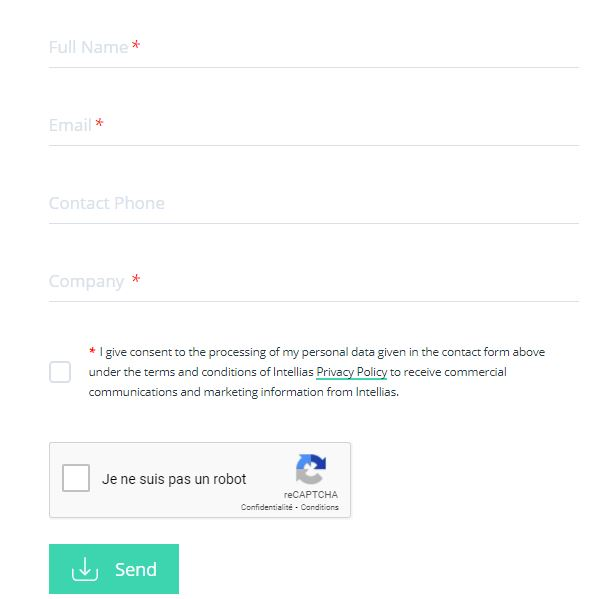 Full Name *
Email *
Contact Phone
Company *
* I give consent to the processing of my personal data given in the contact form above
under the terms and conditions of Intellias Privacy Policy to receive commercial
communications and marketing information from Intellias.
Je ne suis pas un robot
reCAPTCHA
Confidentialité - Conditions
Send